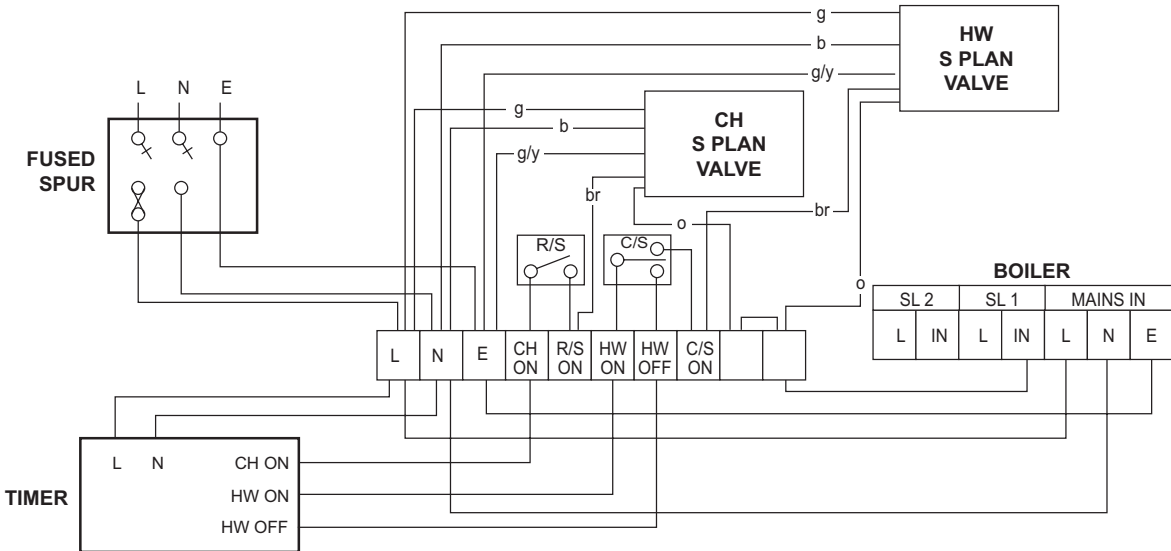 g
HW
S PLAN
VALVE
b
g/y
L N E
g
CH
S PLAN
VALVE
b
g/y
FUSED
SPUR
br
br
o
R/S
C/S
o
BOILER
SL 2 SL 1 MAINS IN
L IN L IN L N E
L N E CH
ON R/S
ON HW
ON HW
OFF C/S
ON
L N CH ON
TIMER
HW ON
HW OFF